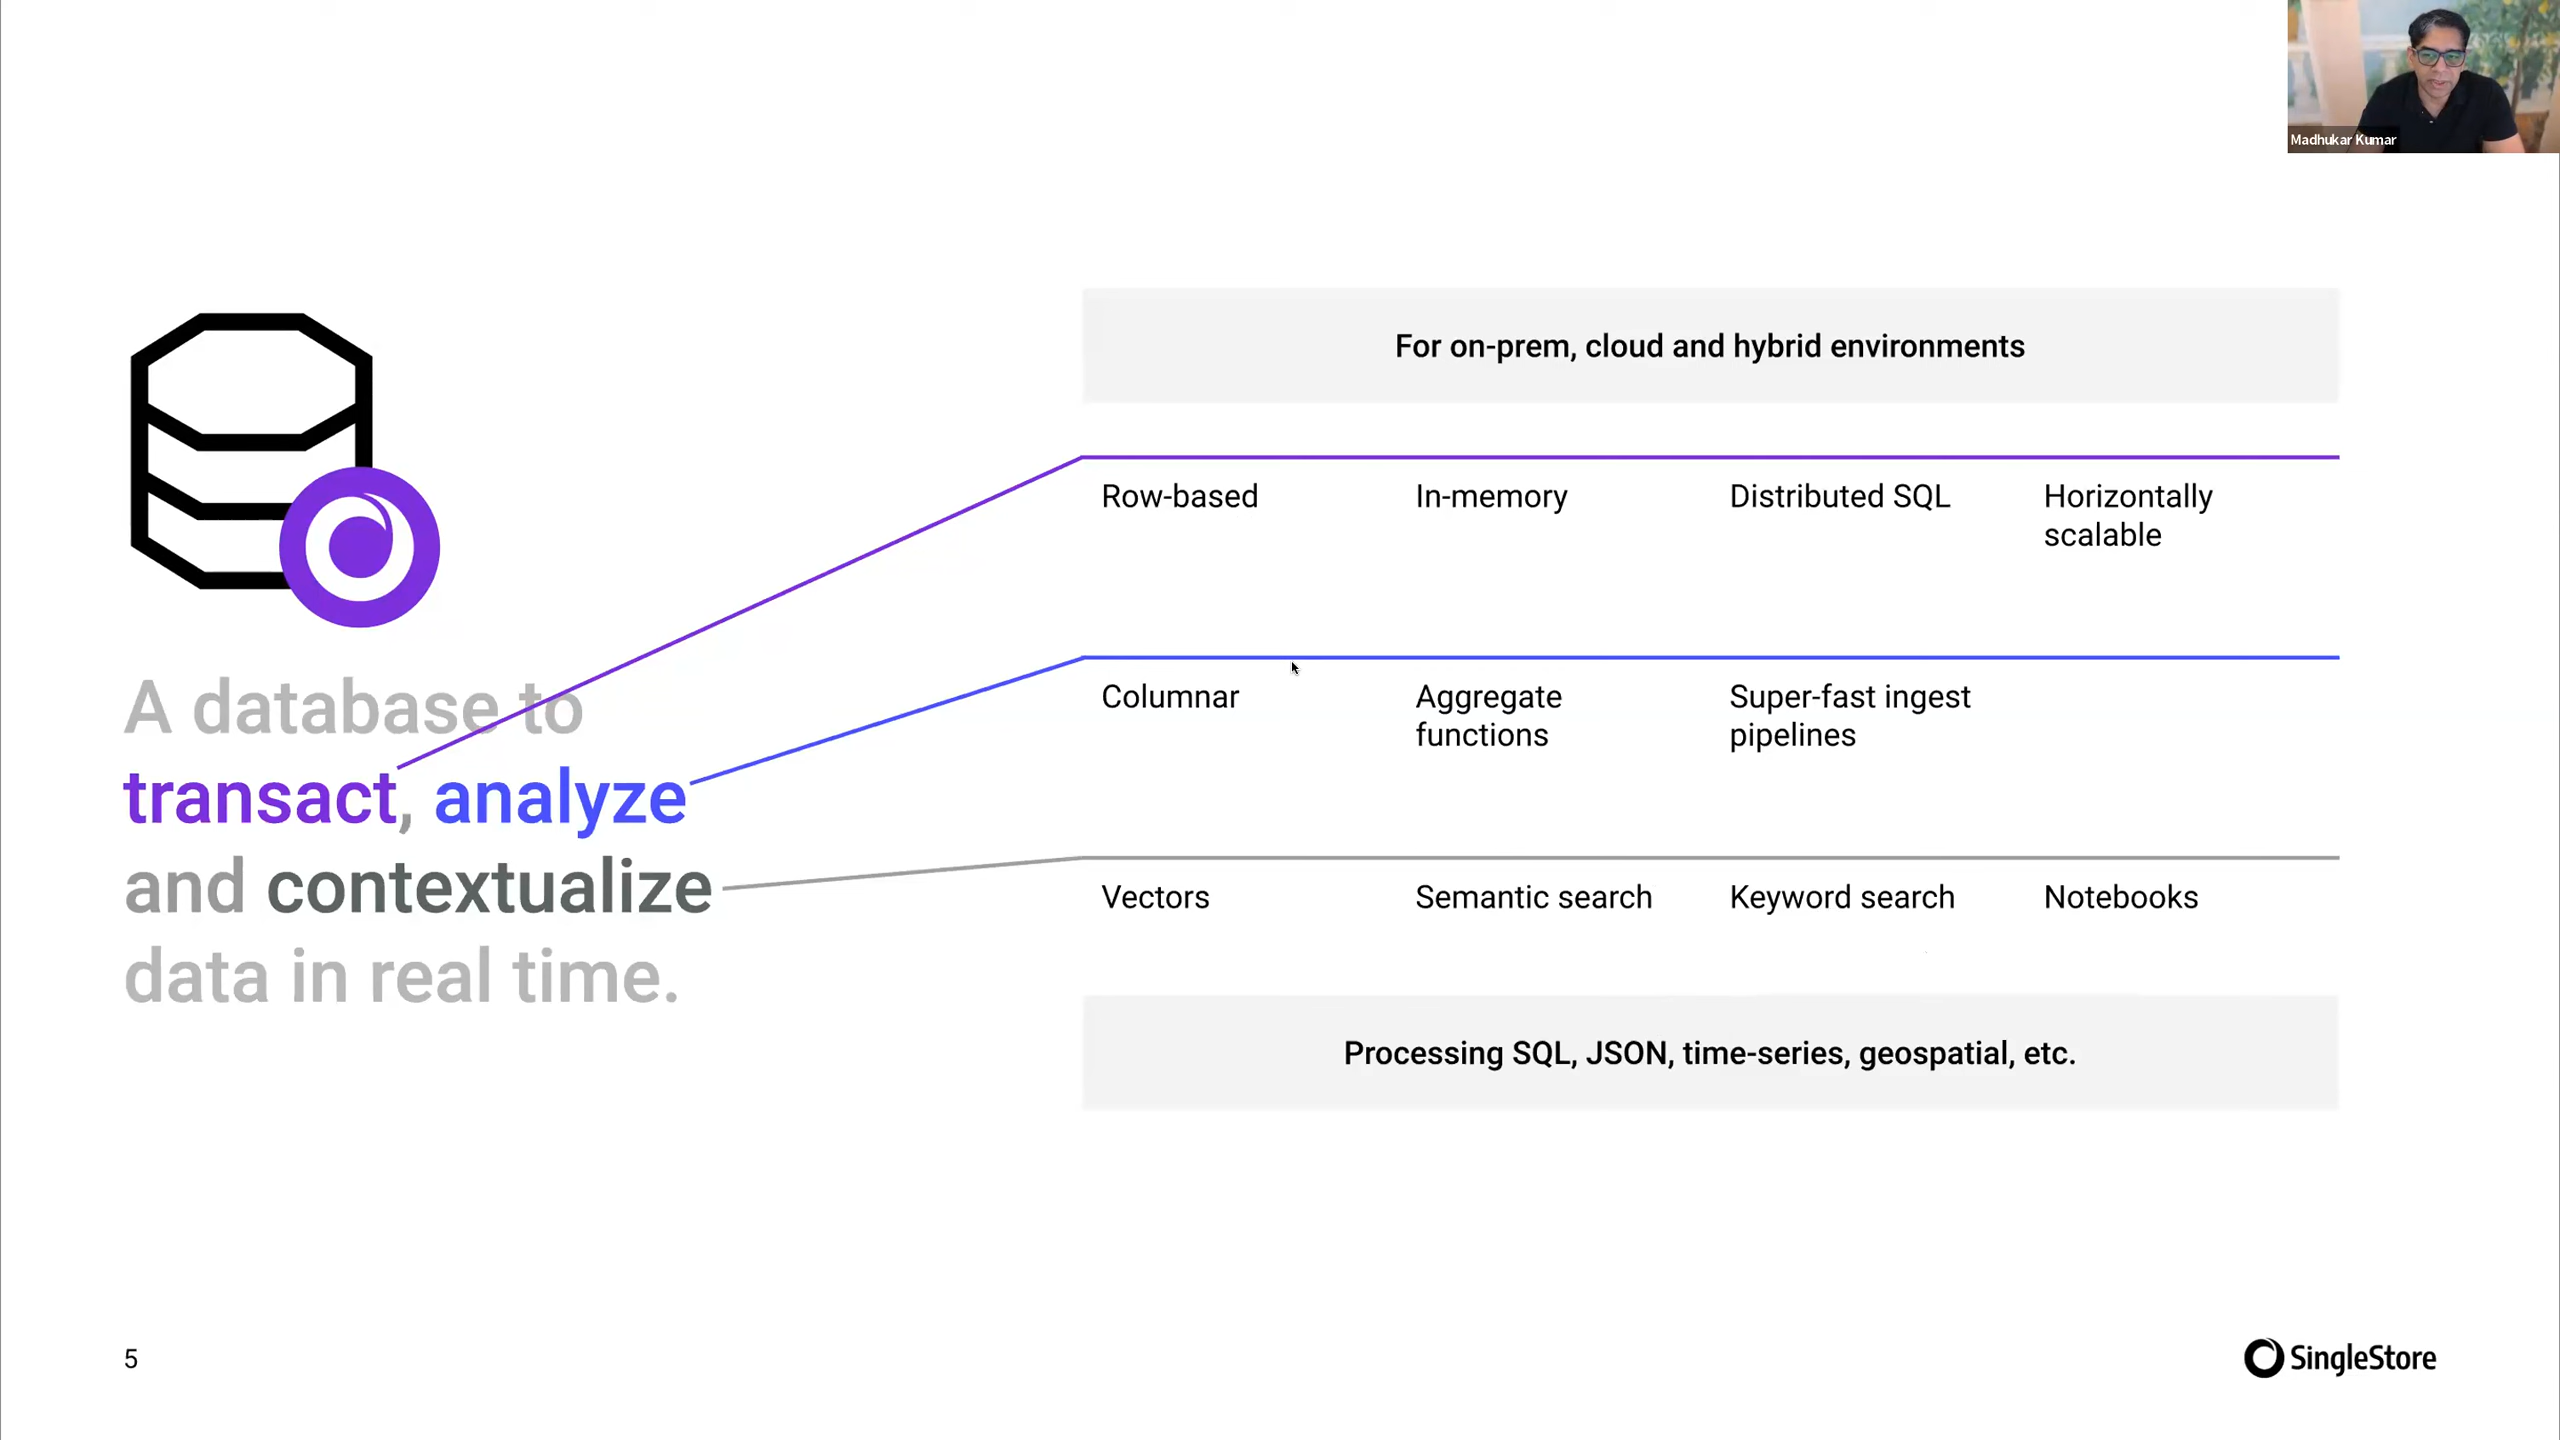 Madhukar Kumar
A database to
transact, analyze
and contextualize
data in real time.
For on-prem, cloud and hybrid environments
Row-based
In-memory
Distributed SQL
Horizontally
scalable
Columnar
Aggregate
functions
Super-fast ingest
pipelines
Vectors
Semantic search
Keyword search
Notebooks
Processing SQL, JSON, time-series, geospatial, etc.
5
SingleStore